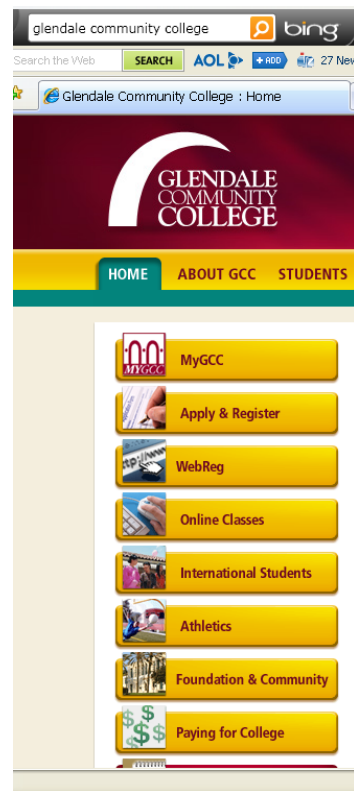 glendale community college
bing
Search the Web
SEARCH
AOL
+ ADD
27 New
Glendale Community College : Home
GLENDALE
COMMUNITY
COLLEGE
HOME
ABOUT GCC
STUDENTS
MYGCC
MyGCC
Apply & Register
http://www
WebReg
Online Classes
International Students
Athletics
Foundation & Community
Paying for College